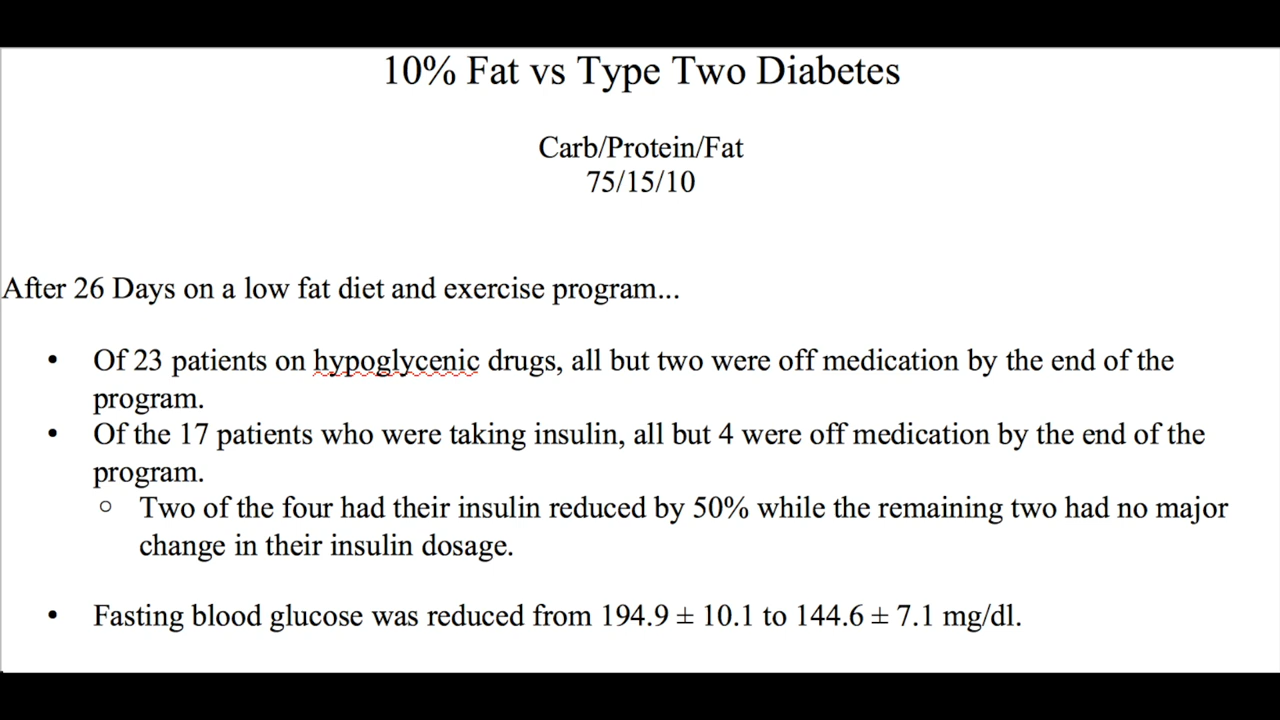 10% Fat vs Type Two Diabetes
Carb/Protein/Fat
75/15/10
After 26 Days on a low fat diet and exercise program...
• Of 23 patients on hypoglycenic drugs, all but two were off medication by the end of the
program.
• Of the 17 patients who were taking insulin, all but 4 were off medication by the end of the
program.
○ Two of the four had their insulin reduced by 50% while the remaining two had no major
change in their insulin dosage.
• Fasting blood glucose was reduced from 194.9 ± 10.1 to 144.6 ± 7.1 mg/dl.